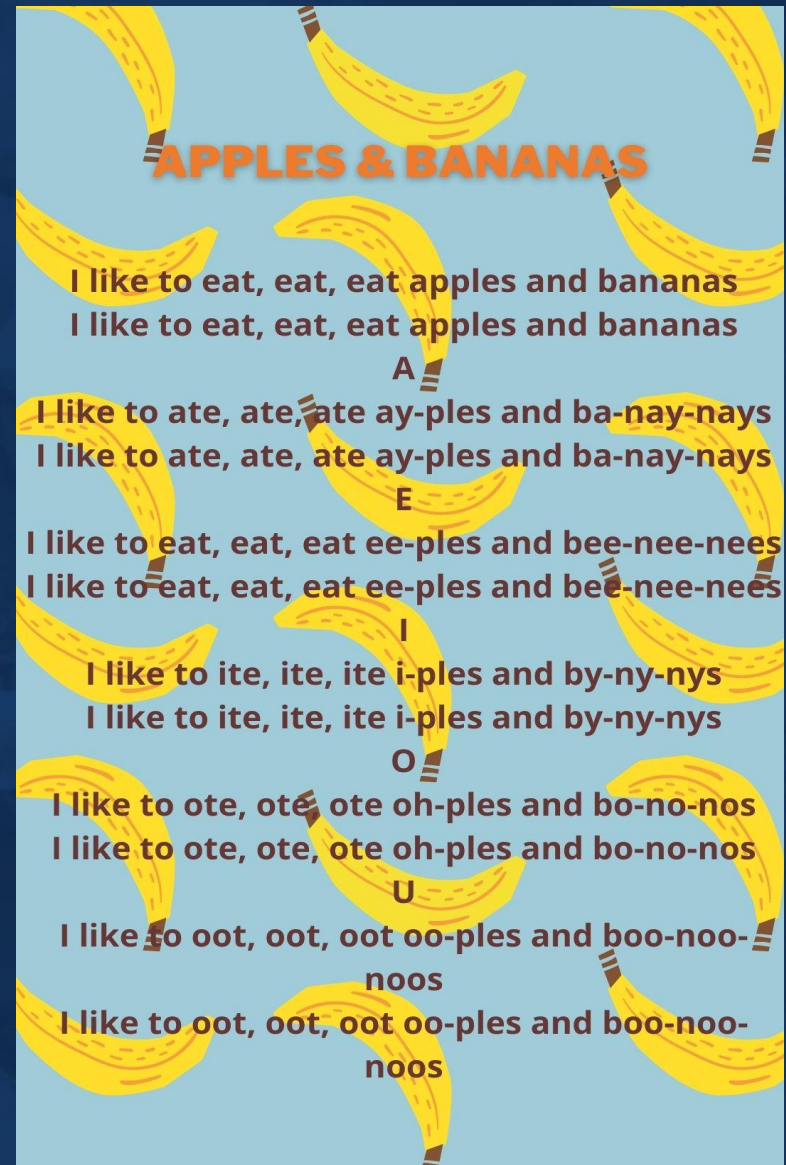 APPLES & BANANAS
I like to eat, eat, eat apples and bananas
I like to eat, eat, eat apples and bananas
A
I like to ate, ate, ate ay-ples and ba-nay-nays
I like to ate, ate, ate ay-ples and ba-nay-nays
E
I like to eat, eat, eat ee-ples and bee-nee-nees
I like to eat, eat, eat ee-ples and bee-nee-nees
I
I like to ite, ite, ite i-ples and by-ny-nys
I like to ite, ite, ite i-ples and by-ny-nys
O
I like to ote, ote, ote oh-ples and bo-no-nos
I like to ote, ote, ote oh-ples and bo-no-nos
U
I like to oot, oot, oot oo-ples and boo-noo-
noos
I like to oot, oot, oot oo-ples and boo-noo-
noos